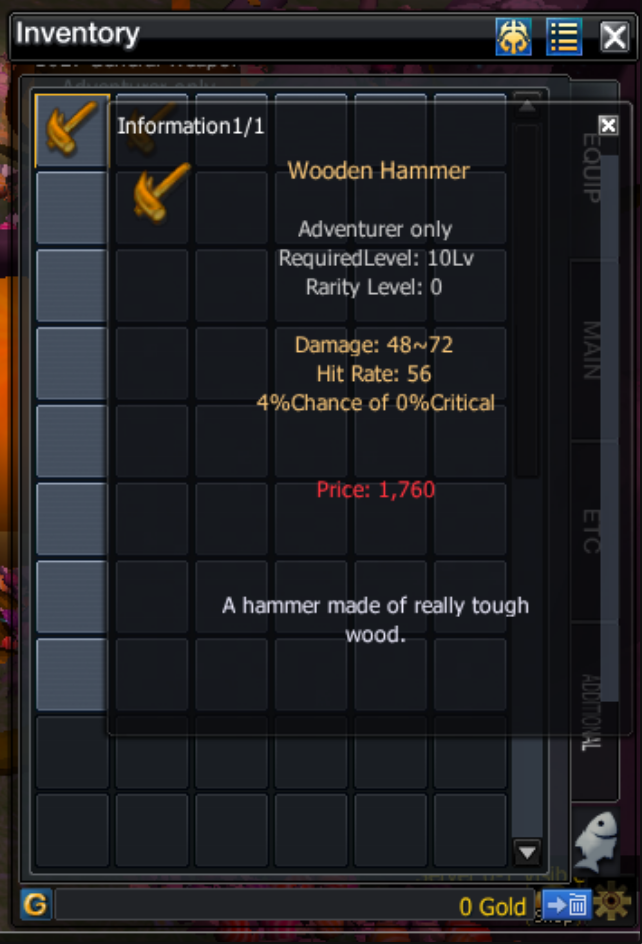 Inventory
Adventurer only
Information1/1
EQUIP
Wooden Hammer
Adventurer only
RequiredLevel: 10Lv
Rarity Level: 0
MAIN
Damage: 48~72
Hit Rate: 56
4%Chance of 0%Critical
Price: 1,760
ETC
A hammer made of really tough
wood.
ADDITIONAL
G
0 Gold